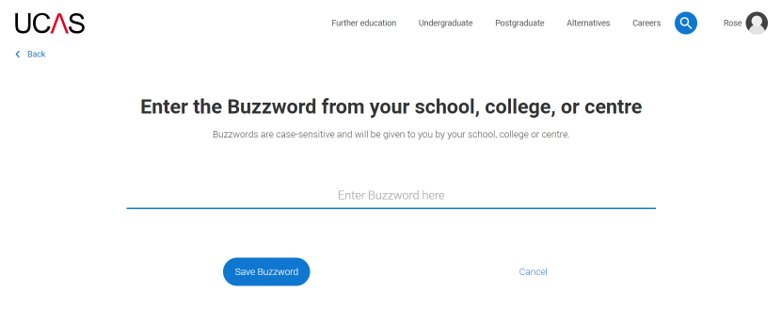 UCAS
Further education Undergraduate Postgraduate Alternatives Careers Rose
Back
Enter the Buzzword from your school, college, or centre
Buzzwords are case-sensitive and will be given to you by your school, college or centre.
Enter Buzzword here
Save Buzzword Cancel